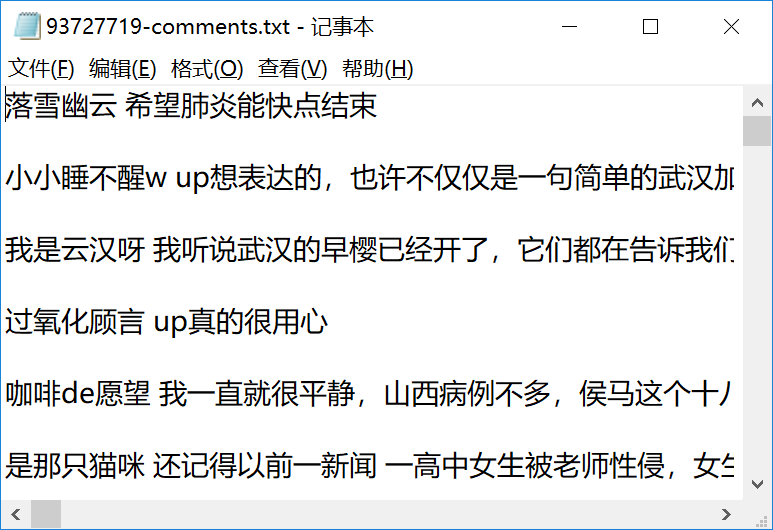 93727719-comments.txt - 记事本
文件(F) 编辑(E) 格式(O) 查看(V) 帮助(H)
落雪幽云 希望肺炎能快点结束
小小睡不醒w up想表达的，也许不仅仅是一句简单的武汉加
我是云汉呀 我听说武汉的早樱已经开了，它们都在告诉我们
过氧化顾言 up真的很用心
咖啡de愿望 我一直就很平静，山西病例不多，侯马这个十八
是那只猫咪 还记得以前一新闻 一高中女生被老师性侵，女生